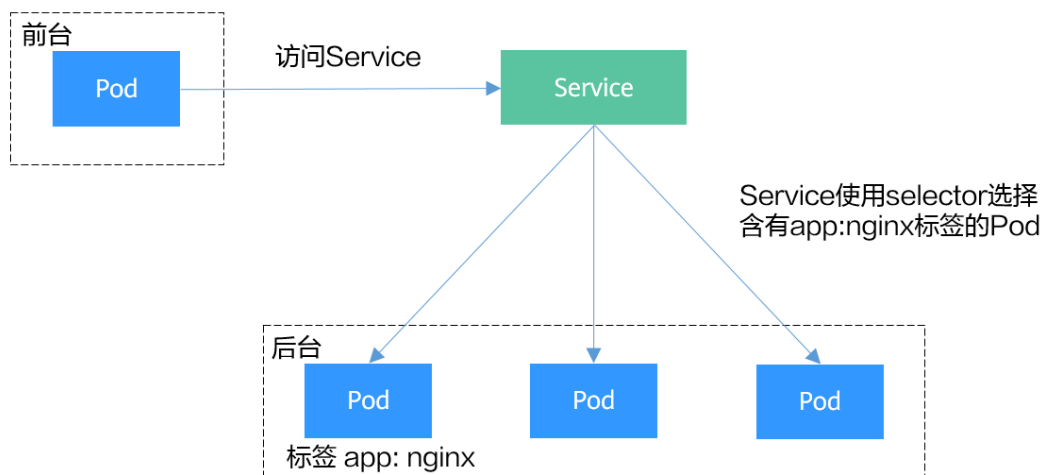 前台
Pod
访问Service
Service
Service使用selector选择
含有app:nginx标签的Pod
后台
Pod
Pod
Pod
标签 app: nginx